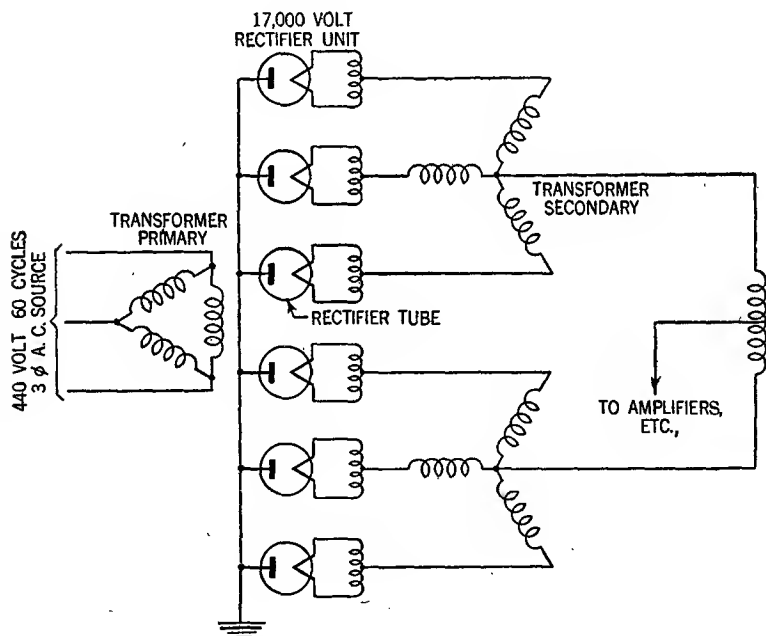 17,000 VOLT
RECTIFIER UNIT
TRANSFORMER
SECONDARY
TRANSFORMER
PRIMARY
440 VOLT 60 CYCLES
3 ϕ A.C. SOURCE
RECTIFIER TUBE
TO AMPLIFIERS,
ETC.,